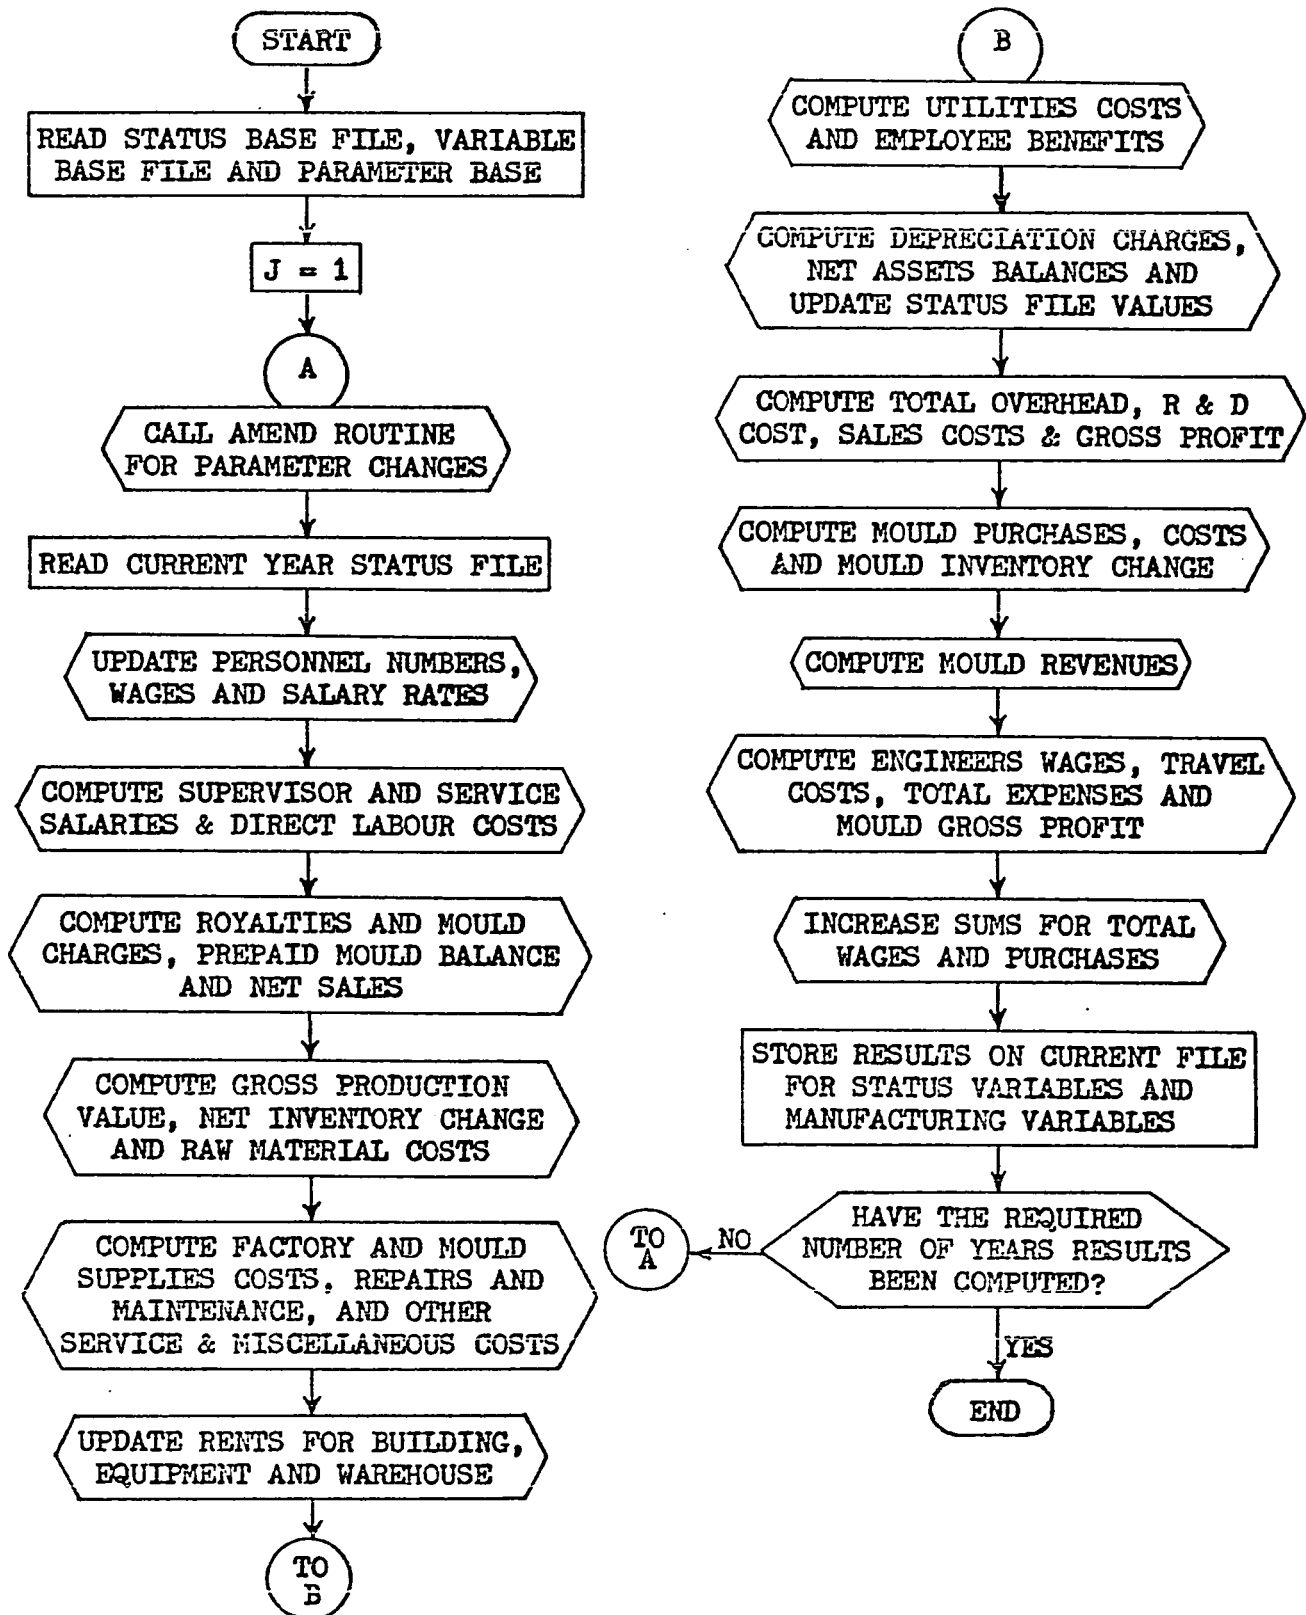 START
READ STATUS BASE FILE, VARIABLE
BASE FILE AND PARAMETER BASE
J = 1
A
CALL AMEND ROUTINE
FOR PARAMETER CHANGES
READ CURRENT YEAR STATUS FILE
UPDATE PERSONNEL NUMBERS,
WAGES AND SALARY RATES
COMPUTE SUPERVISOR AND SERVICE
SALARIES & DIRECT LABOUR COSTS
COMPUTE ROYALTIES AND MOULD
CHARGES, PREPAID MOULD BALANCE
AND NET SALES
COMPUTE GROSS PRODUCTION
VALUE, NET INVENTORY CHANGE
AND RAW MATERIAL COSTS
COMPUTE FACTORY AND MOULD
SUPPLIES COSTS, REPAIRS AND
MAINTENANCE, AND OTHER
SERVICE & MISCELLANEOUS COSTS
UPDATE RENTS FOR BUILDING,
EQUIPMENT AND WAREHOUSE
TO
B
B
COMPUTE UTILITIES COSTS
AND EMPLOYEE BENEFITS
COMPUTE DEPRECIATION CHARGES,
NET ASSETS BALANCES AND
UPDATE STATUS FILE VALUES
COMPUTE TOTAL OVERHEAD, R & D
COST, SALES COSTS & GROSS PROFIT
COMPUTE MOULD PURCHASES, COSTS
AND MOULD INVENTORY CHANGE
COMPUTE MOULD REVENUES
COMPUTE ENGINEERS WAGES, TRAVEL
COSTS, TOTAL EXPENSES AND
MOULD GROSS PROFIT
INCREASE SUMS FOR TOTAL
WAGES AND PURCHASES
STORE RESULTS ON CURRENT FILE
FOR STATUS VARIABLES AND
MANUFACTURING VARIABLES
HAVE THE REQUIRED
NUMBER OF YEARS RESULTS
BEEN COMPUTED?
NO
TO
A
YES
END